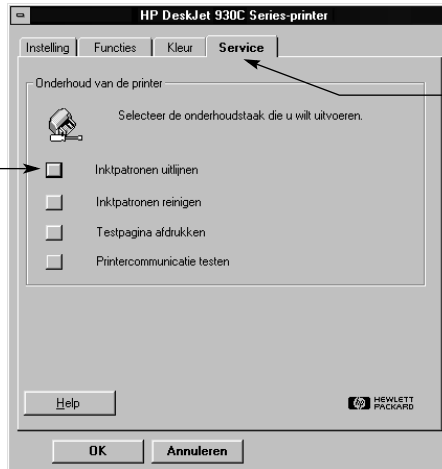 HP DeskJet 930C Series-printer
Instelling Functies Kleur Service
Onderhoud van de printer
Selecteer de onderhoudstaak die u wilt uitvoeren.
Inktpatronen uitlijnen
Inktpatronen reinigen
Testpagina afdrukken
Printercommunicatie testen
Help
hp HEWLETT
PACKARD
OK Annuleren